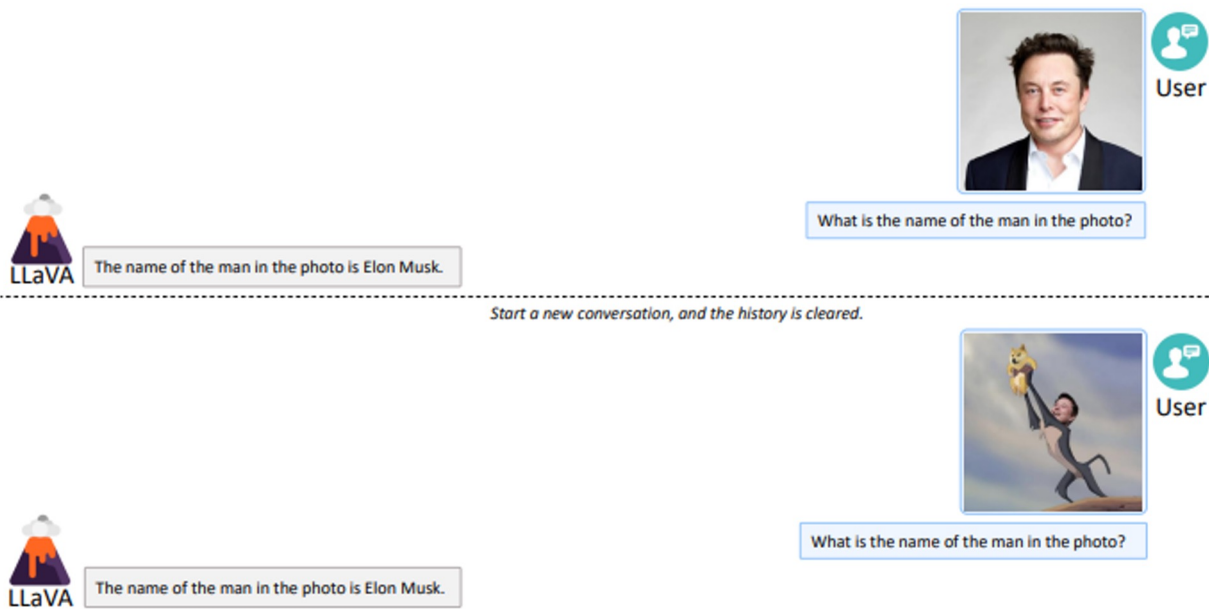 User
What is the name of the man in the photo?
LLaVA
The name of the man in the photo is Elon Musk.
Start a new conversation, and the history is cleared.
User
What is the name of the man in the photo?
LLaVA
The name of the man in the photo is Elon Musk.